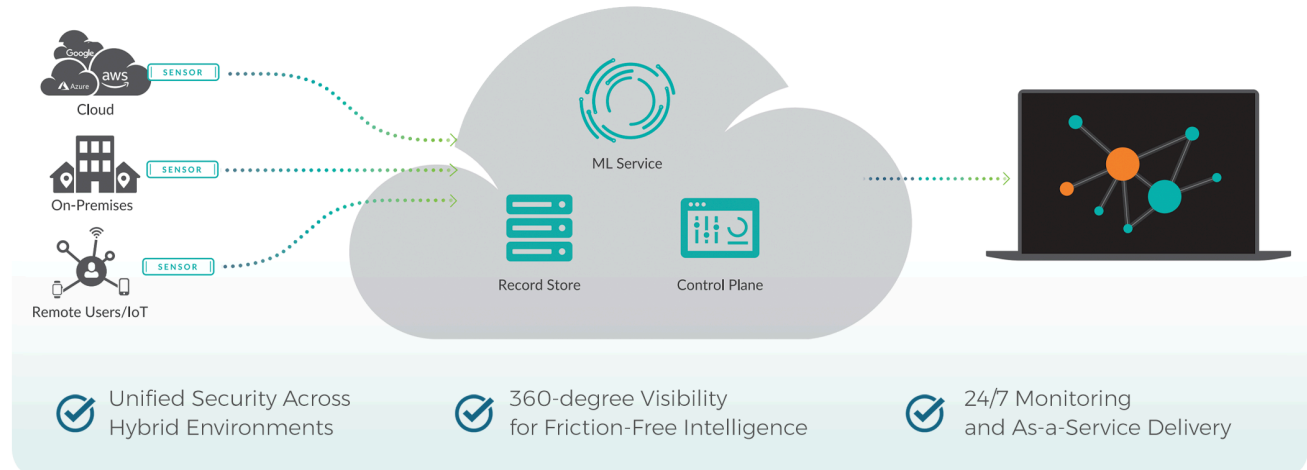 Google
aws
Azure
SENSOR
Cloud
SENSOR
On-Premises
SENSOR
Remote Users/IoT
ML Service
Record Store
Control Plane
Unified Security Across
Hybrid Environments
360-degree Visibility
for Friction-Free Intelligence
24/7 Monitoring
and As-a-Service Delivery